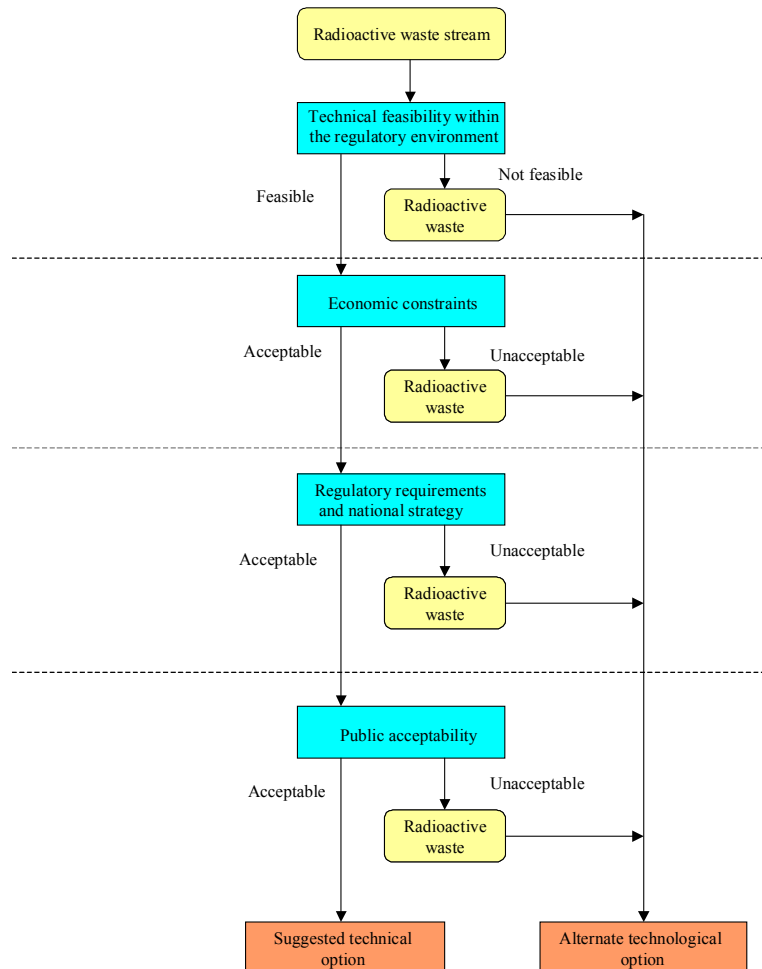 Radioactive waste stream
Technical feasibility within
the regulatory environment
Not feasible
Feasible
Radioactive
waste
Economic constraints
Acceptable
Unacceptable
Radioactive
waste
Regulatory requirements
and national strategy
Acceptable
Unacceptable
Radioactive
waste
Public acceptability
Acceptable
Unacceptable
Radioactive
waste
Suggested technical
option
Alternate technological
option